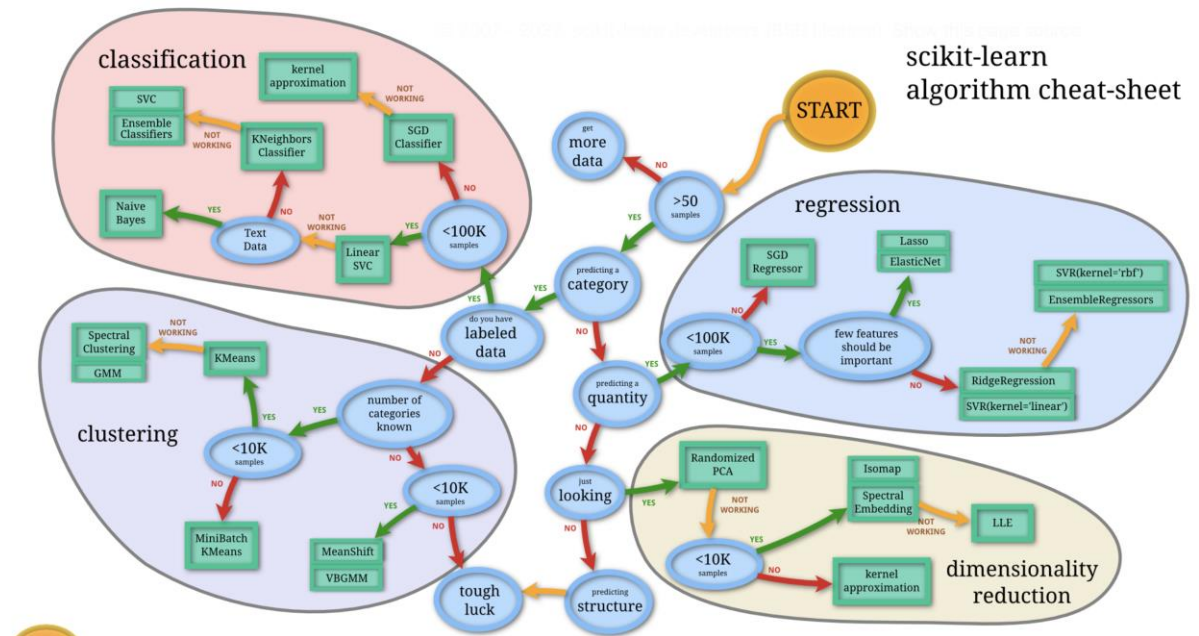 scikit-learn
algorithm cheat-sheet
START
classification
kernel
approximation
NOT
WORKING
SVC
Ensemble
Classifiers
NOT
WORKING
KNeighbors
Classifier
SGD
Classifier
NO
NO
Naive
Bayes
YES
Text
Data
NOT
WORKING
Linear
SVC
YES
<100K
samples
YES
get
more
data
NO
>50
samples
YES
predicting a
category
YES
NO
do you have
labeled
data
NO
predicting a
quantity
YES
NO
just
looking
YES
NO
predicting
structure
tough
luck
regression
SGD
Regressor
NO
<100K
samples
YES
Lasso
ElasticNet
YES
few features
should be
important
NO
SVR(kernel='rbf')
EnsembleRegressors
NOT
WORKING
RidgeRegression
SVR(kernel='linear')
clustering
Spectral
Clustering
GMM
NOT
WORKING
KMeans
YES
<10K
samples
NO
MiniBatch
KMeans
number of
categories
known
YES
NO
<10K
samples
YES
NO
MeanShift
VBGMM
Randomized
PCA
NOT
WORKING
<10K
samples
YES
NO
Isomap
Spectral
Embedding
NOT
WORKING
LLE
kernel
approximation
dimensionality
reduction